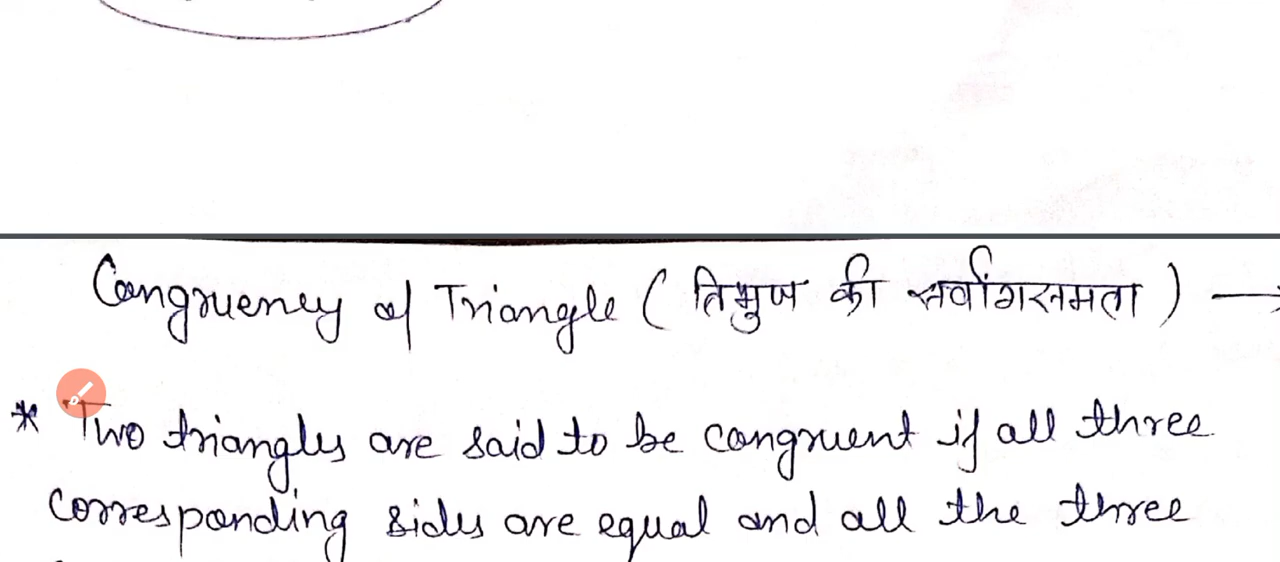 Congruency of Triangle ( त्रिभुज की सर्वांगसमता ) →
* Two triangles are said to be congruent if all three
corresponding sides are equal and all the three